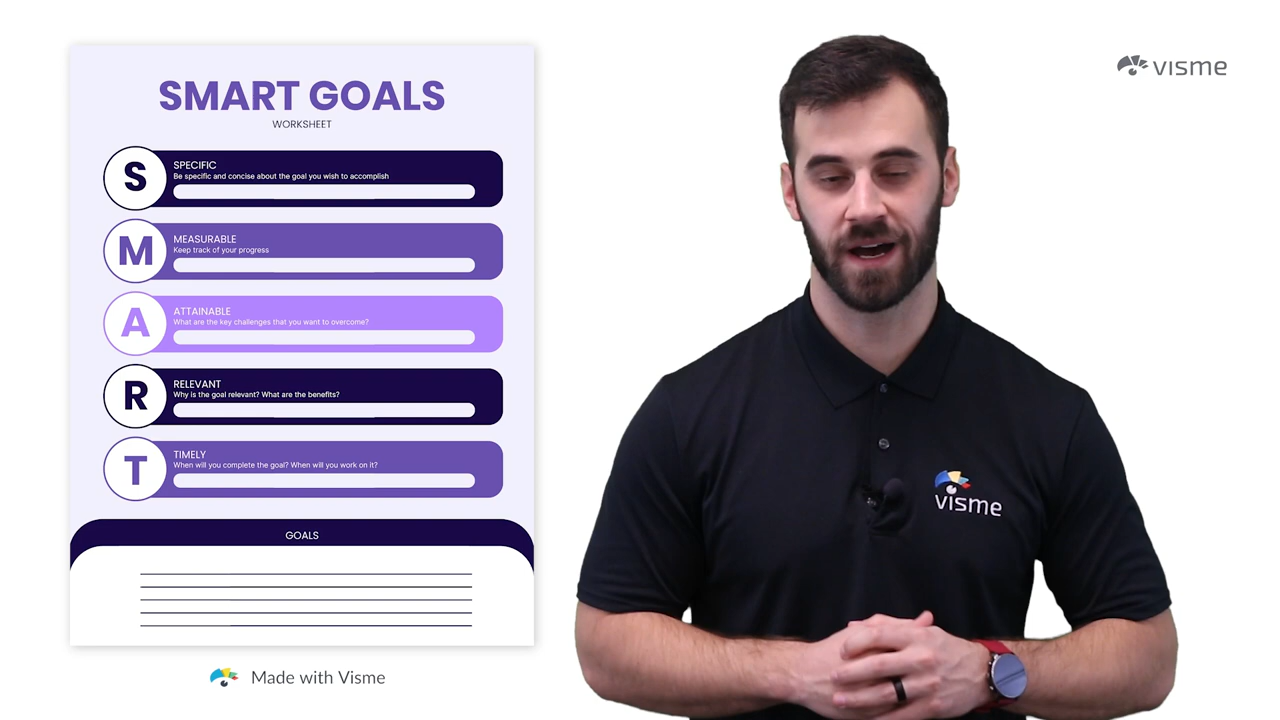 SMART GOALS
WORKSHEET
S
SPECIFIC
Be specific and concise about the goal you wish to accomplish
M
MEASURABLE
Keep track of your progress
A
ATTAINABLE
What are the key challenges that you want to overcome?
R
RELEVANT
Why is the goal relevant? What are the benefits?
T
TIMELY
When will you complete the goal? When will you work on it?
GOALS
Made with Visme
visme
visme